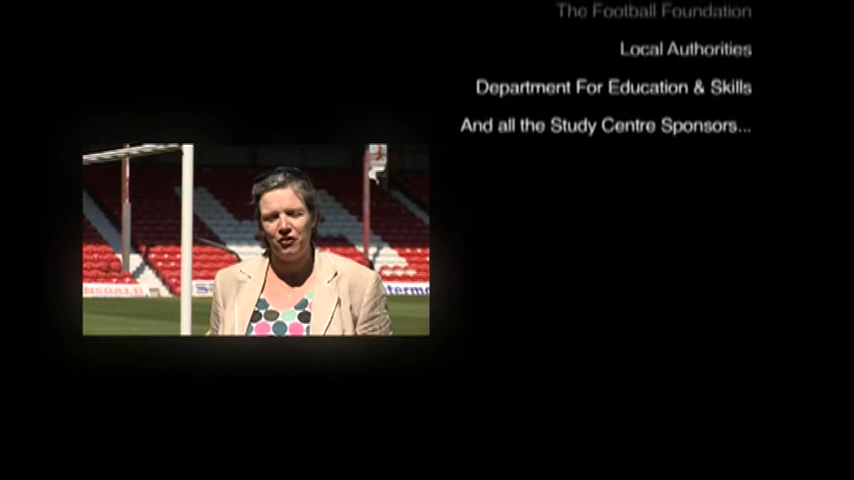 The Football Foundation
Local Authorities
Department For Education & Skills
And all the Study Centre Sponsors...